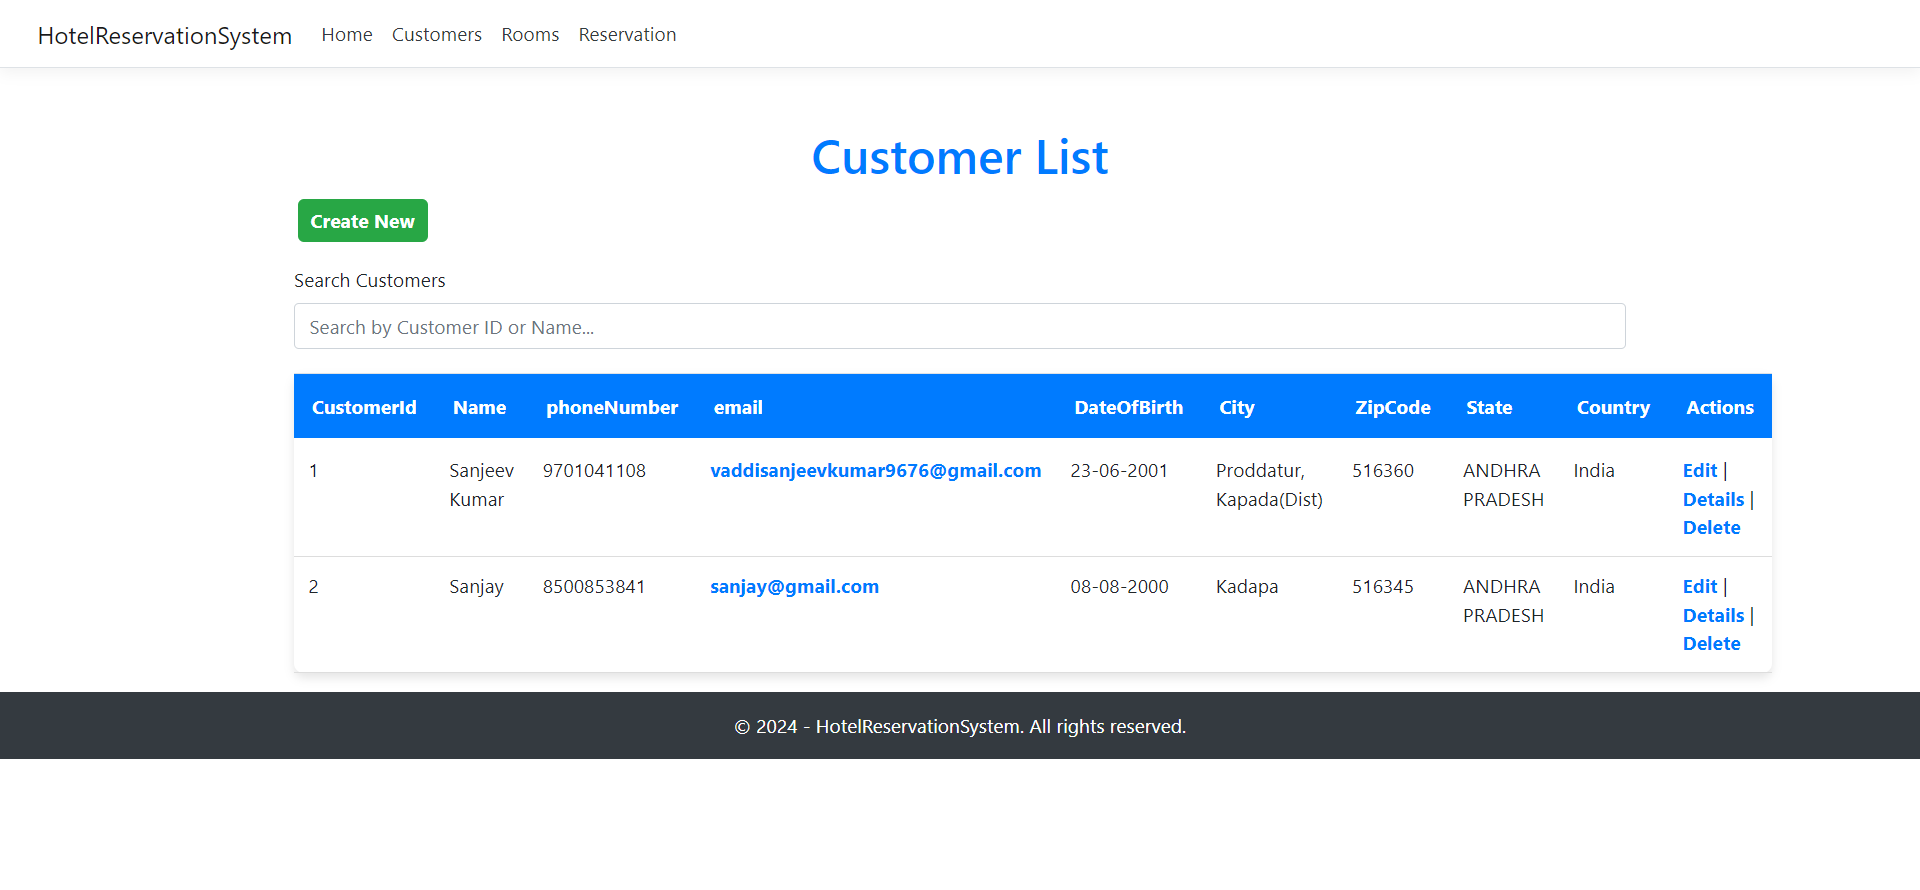 HotelReservationSystem Home Customers Rooms Reservation
Customer List
Create New
Search Customers
Search by Customer ID or Name...
CustomerId Name phoneNumber email DateOfBirth City ZipCode State Country Actions
1 Sanjeev 9701041108 vaddisanjeevkumar9676@gmail.com 23-06-2001 Proddatur, 516360 ANDHRA India Edit |
Kumar Kapada(Dist) PRADESH Details |
Delete
2 Sanjay 8500853841 sanjay@gmail.com 08-08-2000 Kadapa 516345 ANDHRA India Edit |
PRADESH Details |
Delete
© 2024 - HotelReservationSystem. All rights reserved.